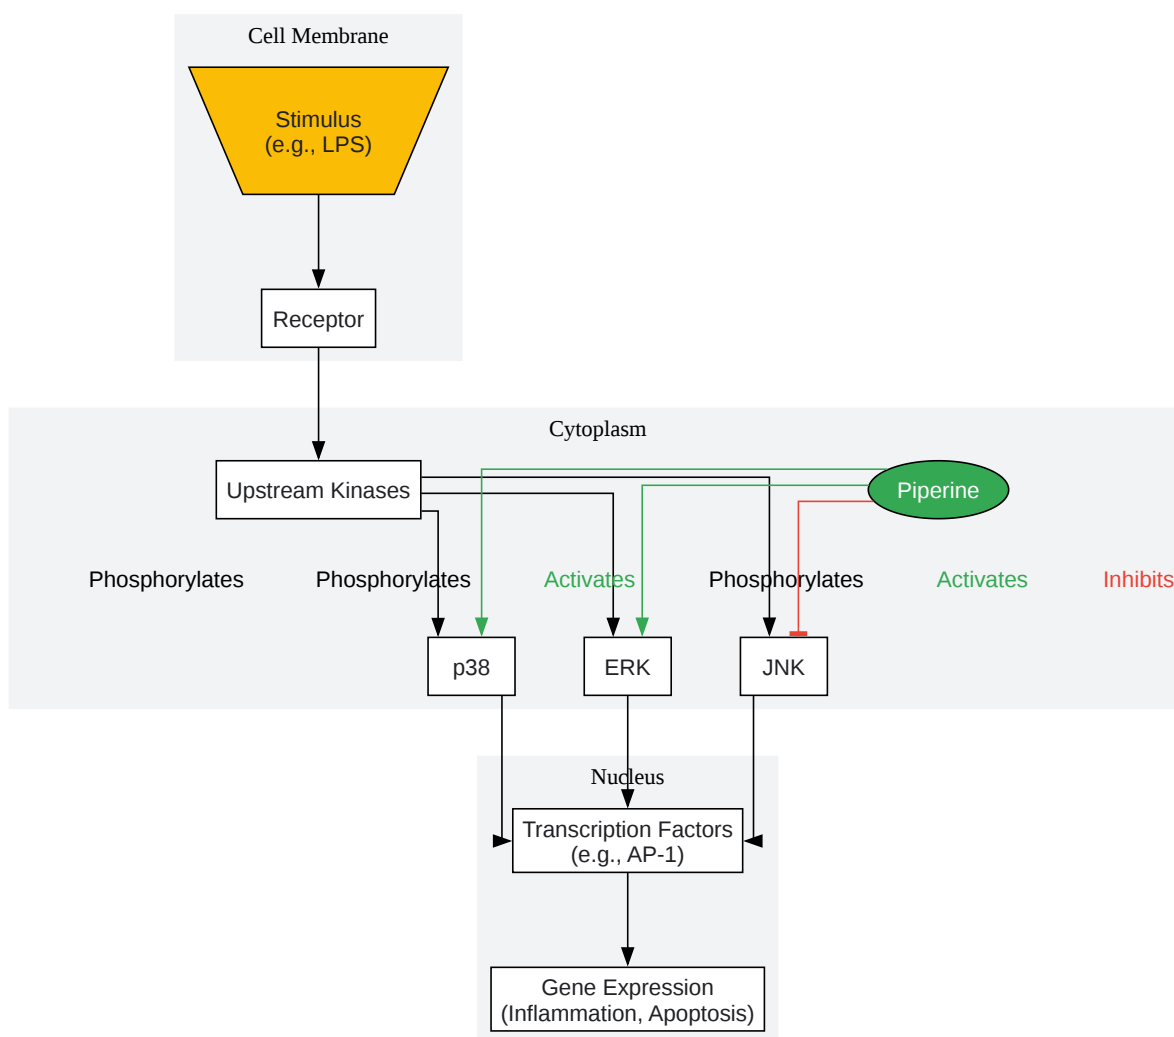 Cell Membrane
Stimulus
(e.g., LPS)
Receptor
Cytoplasm
Upstream Kinases
Piperine
Phosphorylates
Phosphorylates
Activates
Phosphorylates
Activates
Inhibits
p38
ERK
JNK
Nucleus
Transcription Factors
(e.g., AP-1)
Gene Expression
(Inflammation, Apoptosis)